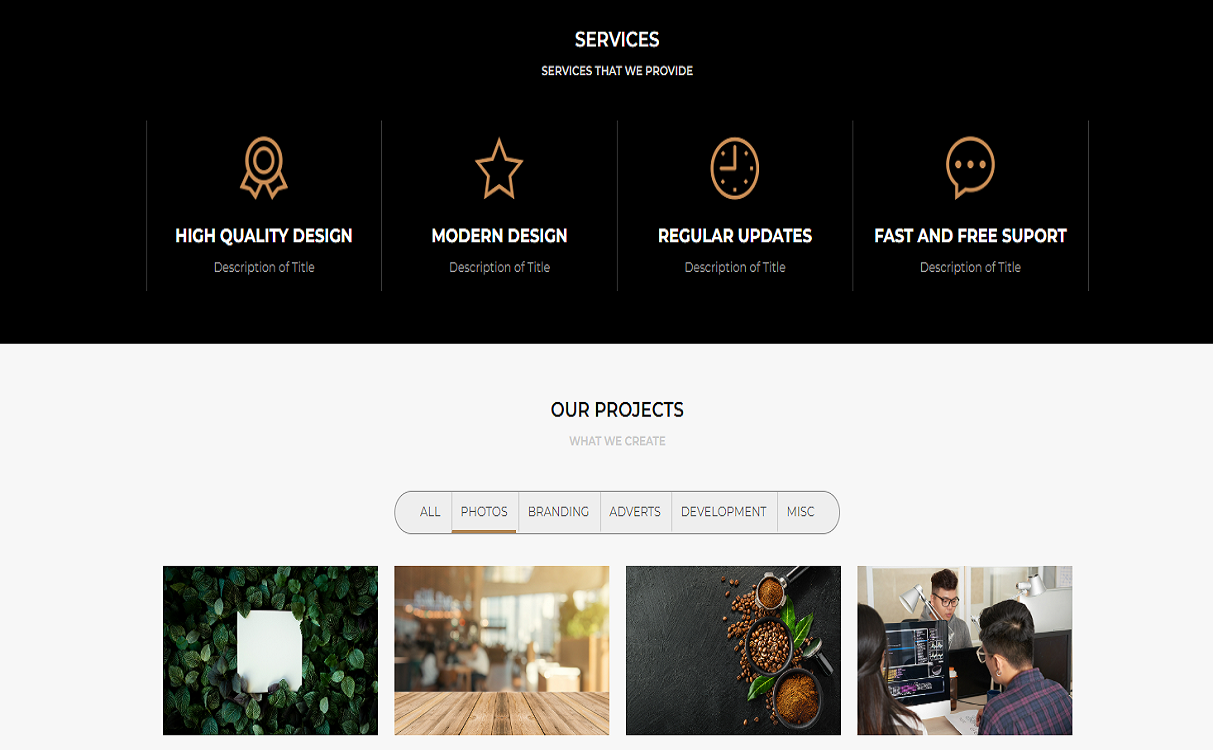 SERVICES
SERVICES THAT WE PROVIDE
HIGH QUALITY DESIGN
MODERN DESIGN
REGULAR UPDATES
FAST AND FREE SUPORT
Description of Title
Description of Title
Description of Title
Description of Title
OUR PROJECTS
WHAT WE CREATE
ALL PHOTOS BRANDING ADVERTS DEVELOPMENT MISC